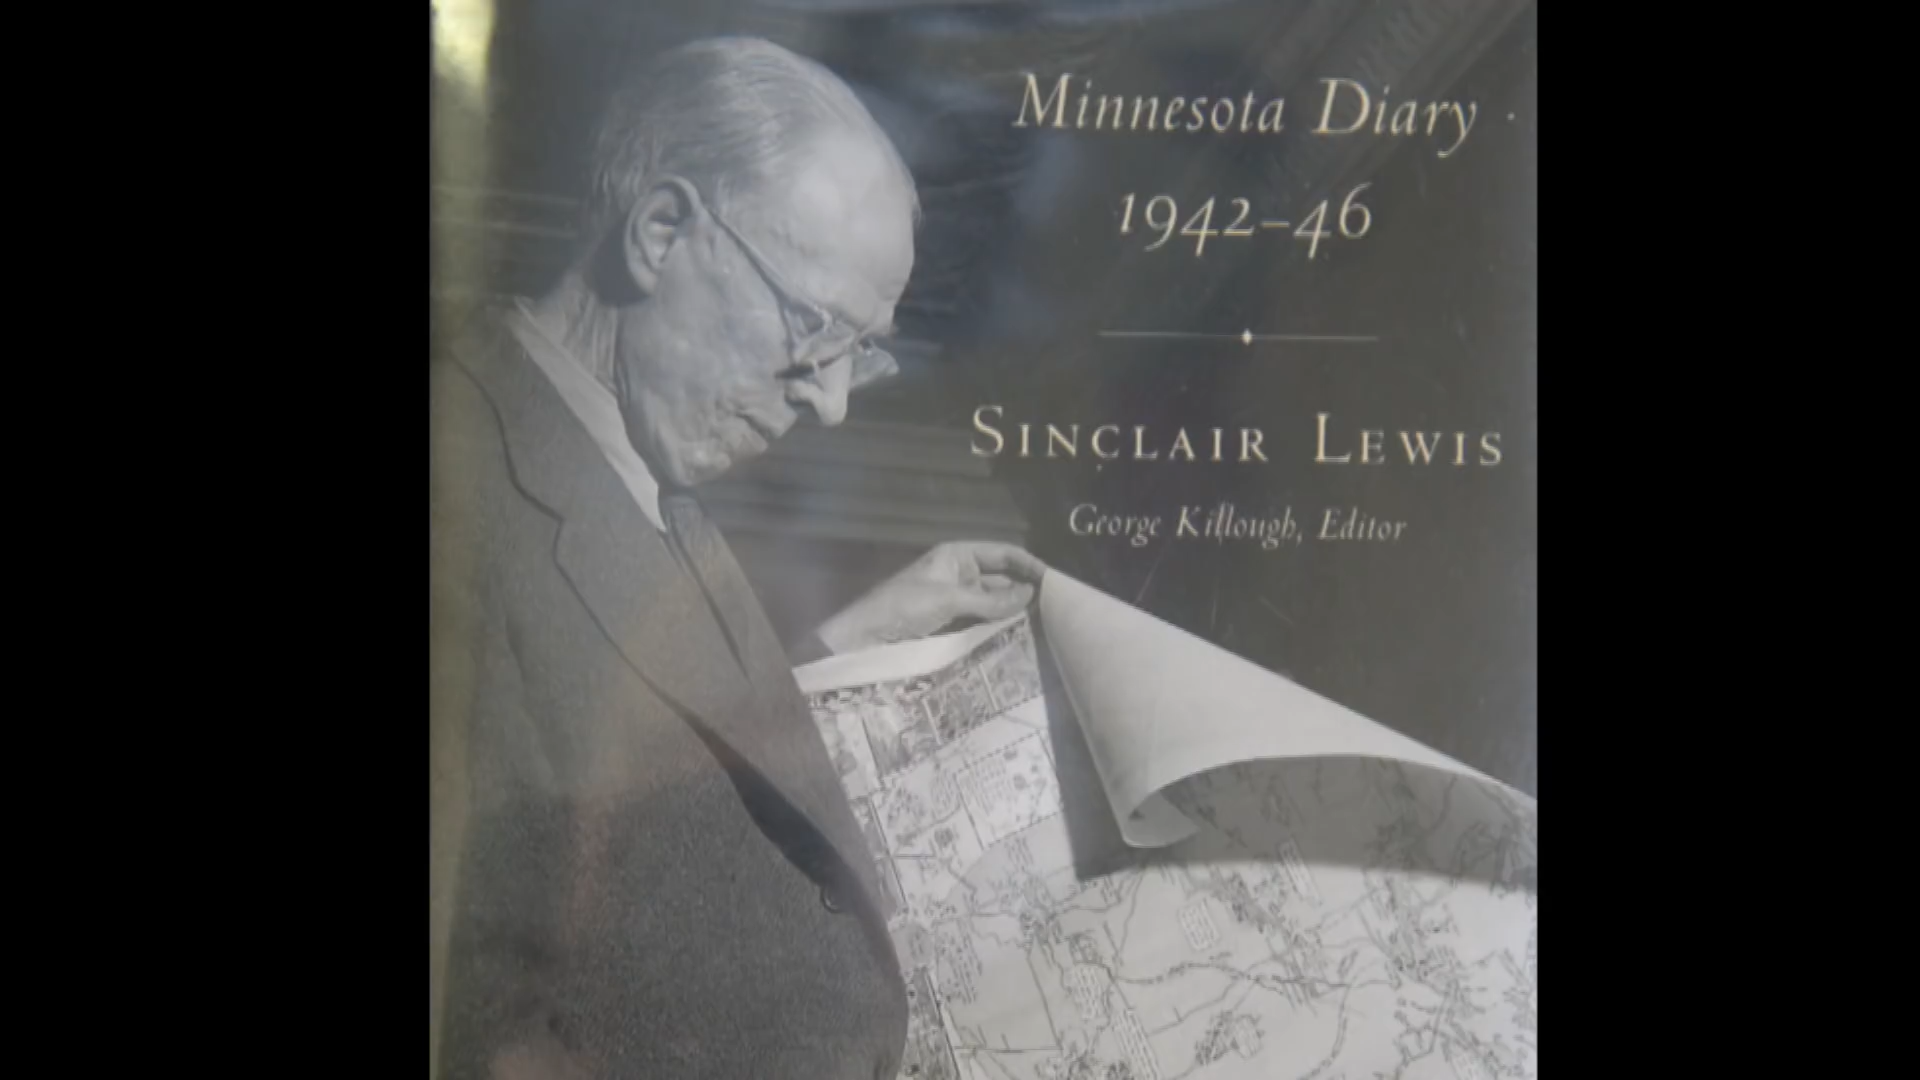 Minnesota Diary
1942–46
SINCLAIR LEWIS
George Killough, Editor